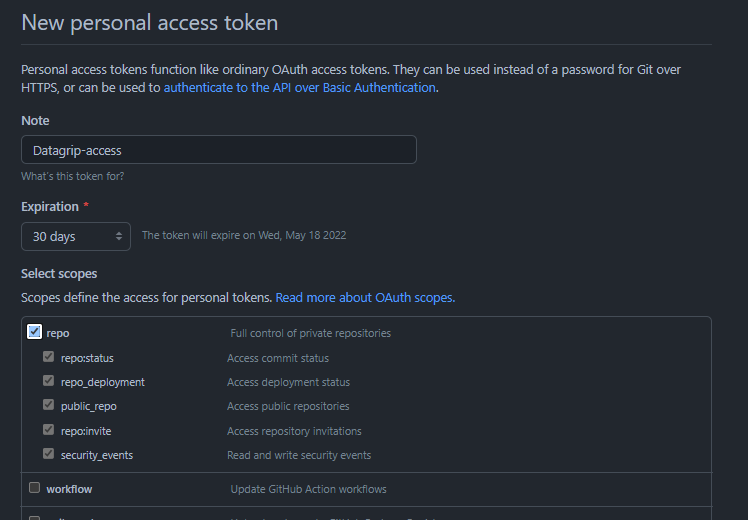 New personal access token
Personal access tokens function like ordinary OAuth access tokens. They can be used instead of a password for Git over
HTTPS, or can be used to authenticate to the API over Basic Authentication.
Note
Datagrip-access
What's this token for?
Expiration *
30 days The token will expire on Wed, May 18 2022
Select scopes
Scopes define the access for personal tokens. Read more about OAuth scopes.
repo Full control of private repositories
repo:status Access commit status
repo_deployment Access deployment status
public_repo Access public repositories
repo:invite Access repository invitations
security_events Read and write security events
workflow Update GitHub Action workflows